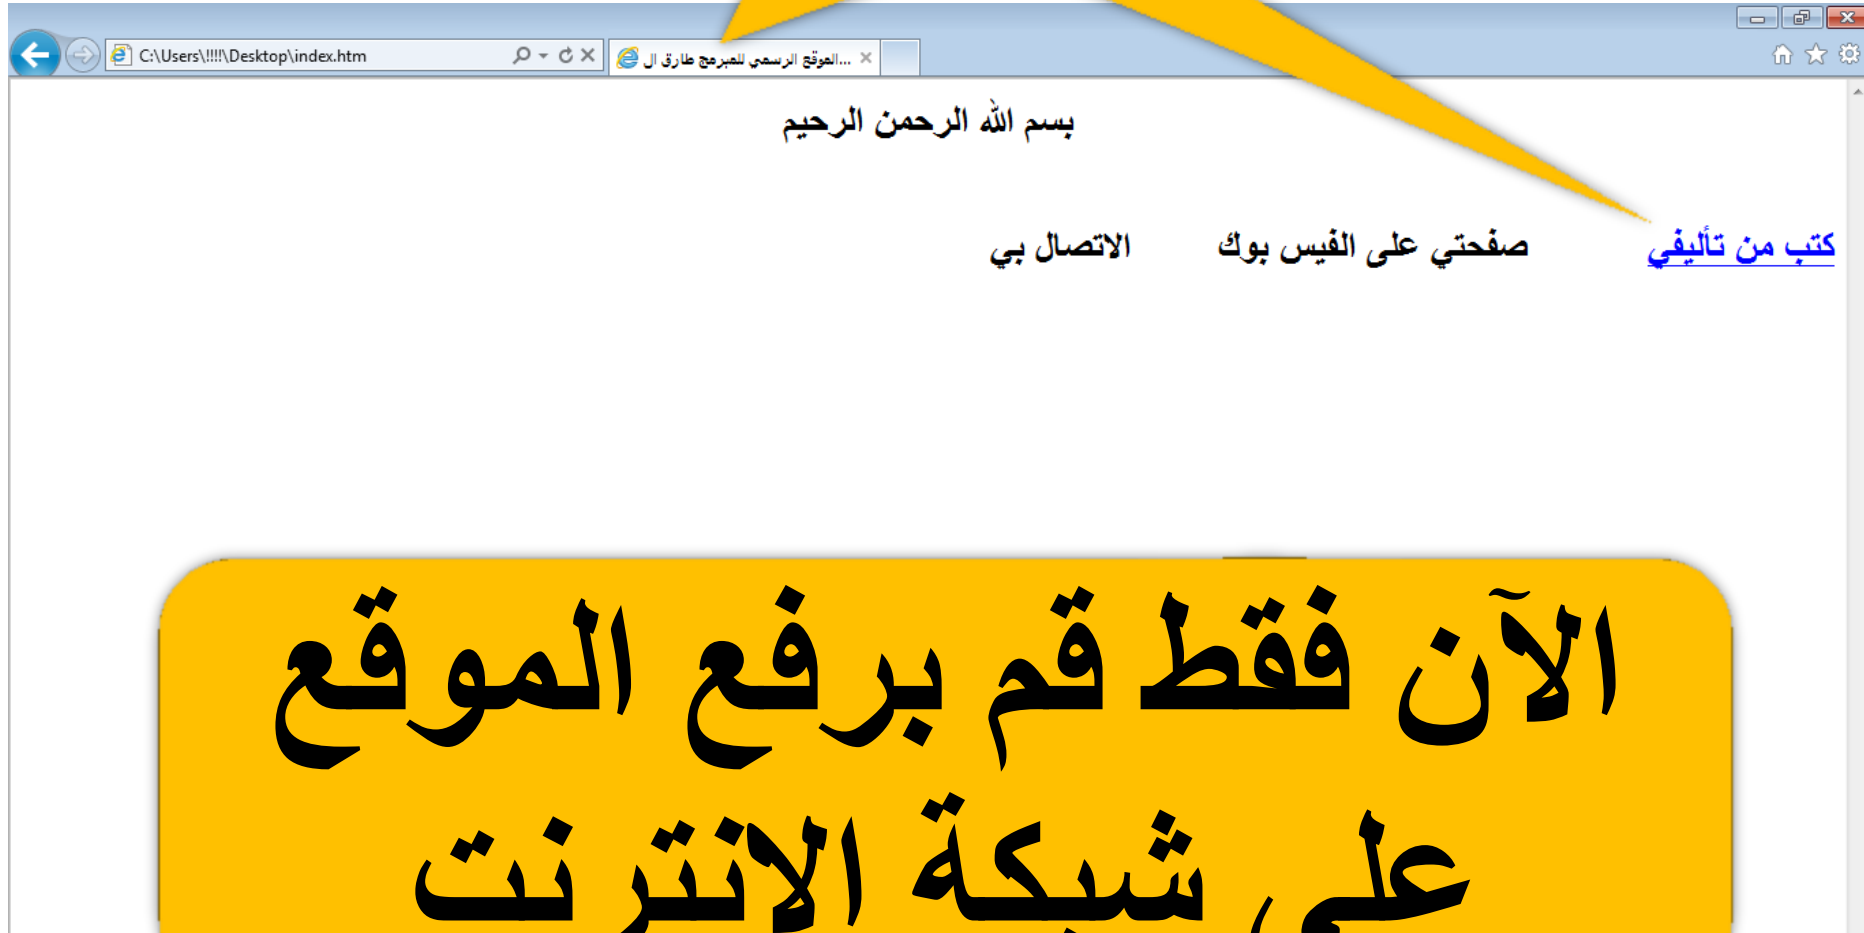 C:\Users\!!!!\Desktop\index.htm
الموقع الرسمي للمبرمج طارق ال...
بسم الله الرحمن الرحيم
كتب من تأليفي صفحتي على الفيس بوك الاتصال بي
الآن فقط قم برفع الموقع
على شبكة الانترنت